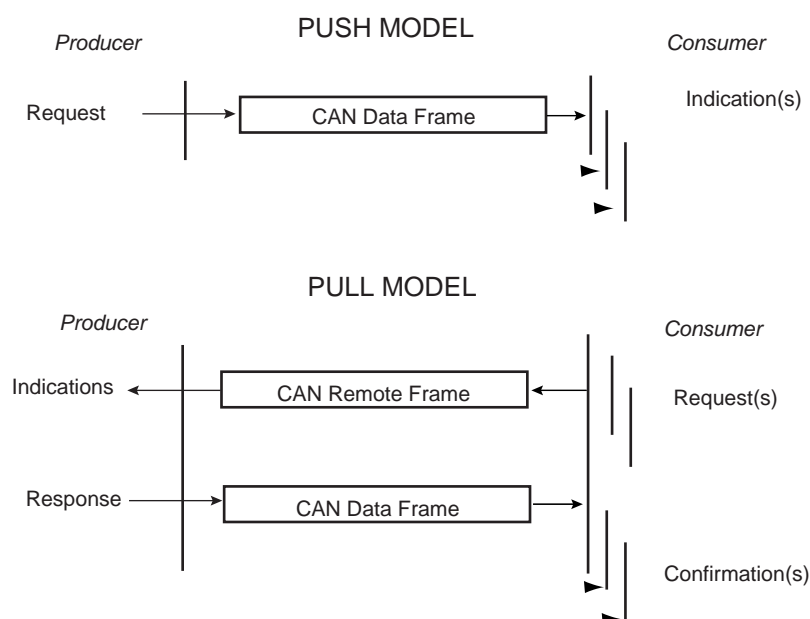 PUSH MODEL
Producer
Consumer
Request
CAN Data Frame
Indication(s)
PULL MODEL
Producer
Consumer
Indications
CAN Remote Frame
Request(s)
Response
CAN Data Frame
Confirmation(s)